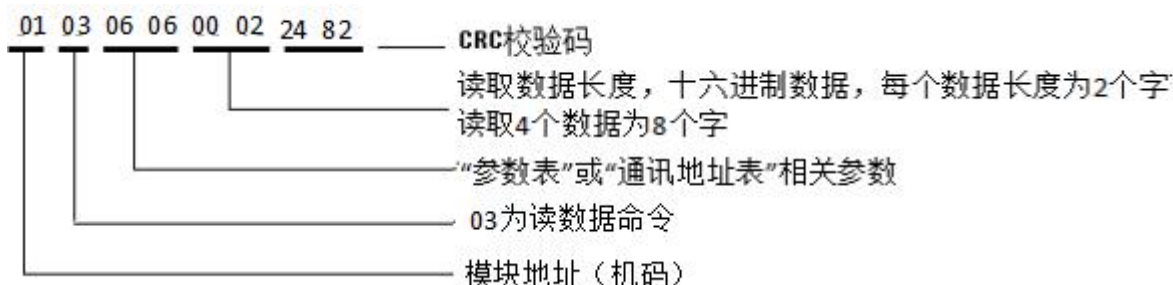 01 03 06 06 00 02 24 82
CRC校验码
读取数据长度，十六进制数据，每个数据长度为2个字
读取4个数据为8个字
“参数表”或“通讯地址表”相关参数
03为读数据命令
模块地址（机码）